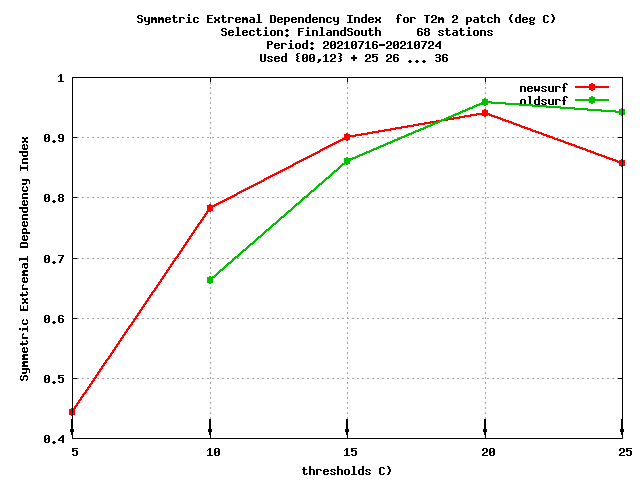 Symmetric Extremal Dependency Index  for T2m 2 patch (deg C)
Selection: FinlandSouth     68 stations
Period: 20210716-20210724
Used {00,12} + 25 26 ... 36
newsurf
oldsurf
Symmetric Extremal Dependency Index
1
0.9
0.8
0.7
0.6
0.5
0.4
5 10 15 20 25
thresholds C)